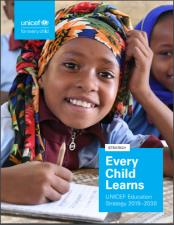 unicef
for every child
STRATEGY
Every
Child
Learns
UNICEF Education
Strategy 2019–2030